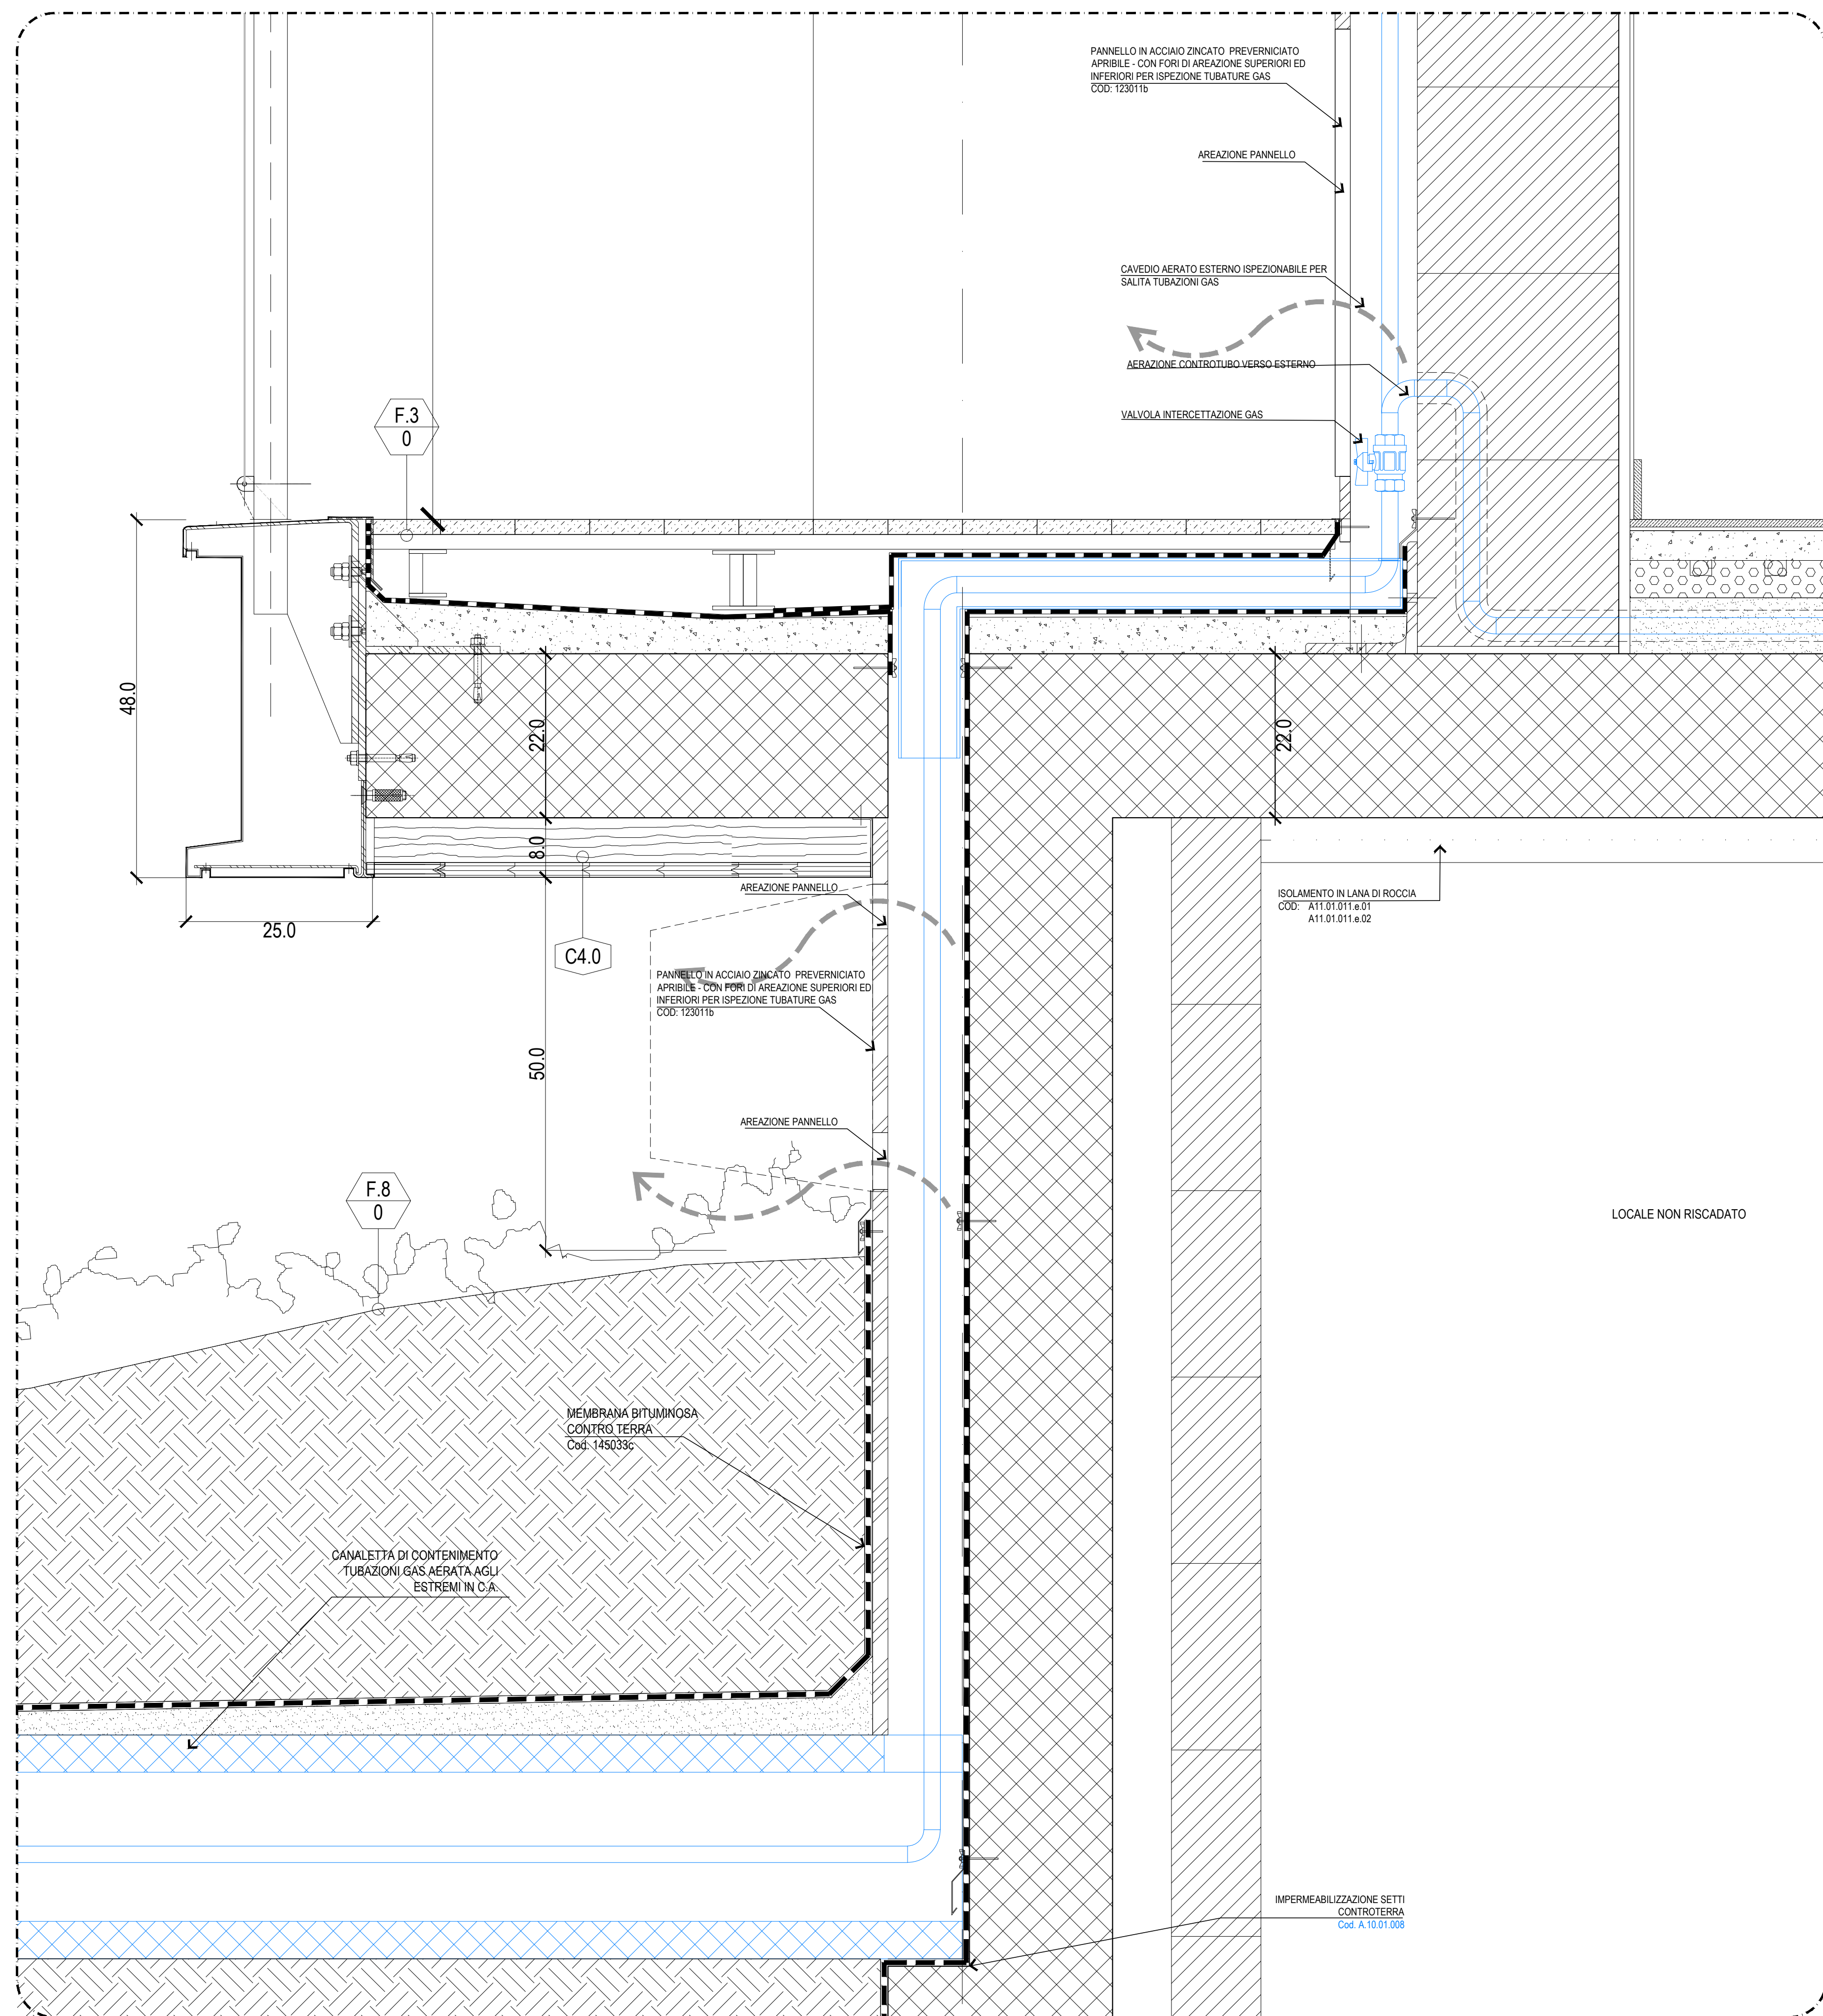 PANNELLO IN ACCIAIO ZINCATO PREVERNICIATO
APRIBILE - CON FORI DI AREAZIONE SUPERIORI ED
INFERIORI PER ISPEZIONE TUBATURE GAS
COD: 123011b
AREAZIONE PANNELLO
CAVEDIO AERATO ESTERNO ISPEZIONABILE PER
SALITA TUBAZIONI GAS
AERAZIONE CONTROTUBO VERSO ESTERNO
VALVOLA INTERCETTAZIONE GAS
F.3
0
48.0
22.0
22.0
8.0
25.0
C4.0
AREAZIONE PANNELLO
ISOLAMENTO IN LANA DI ROCCIA
COD: A11.01.011.e.01
A11.01.011.e.02
PANNELLO IN ACCIAIO ZINCATO PREVERNICIATO
APRIBILE - CON FORI DI AREAZIONE SUPERIORI ED
INFERIORI PER ISPEZIONE TUBATURE GAS
COD: 123011b
50.0
AREAZIONE PANNELLO
F.8
0
LOCALE NON RISCADATO
MEMBRANA BITUMINOSA
CONTRO TERRA
Cod. 145033c
CANALETTA DI CONTENIMENTO
TUBAZIONI GAS AERATA AGLI
ESTREMI IN C.A.
IMPERMEABILIZZAZIONE SETTI
CONTROTERRA
Cod. A.10.01.008